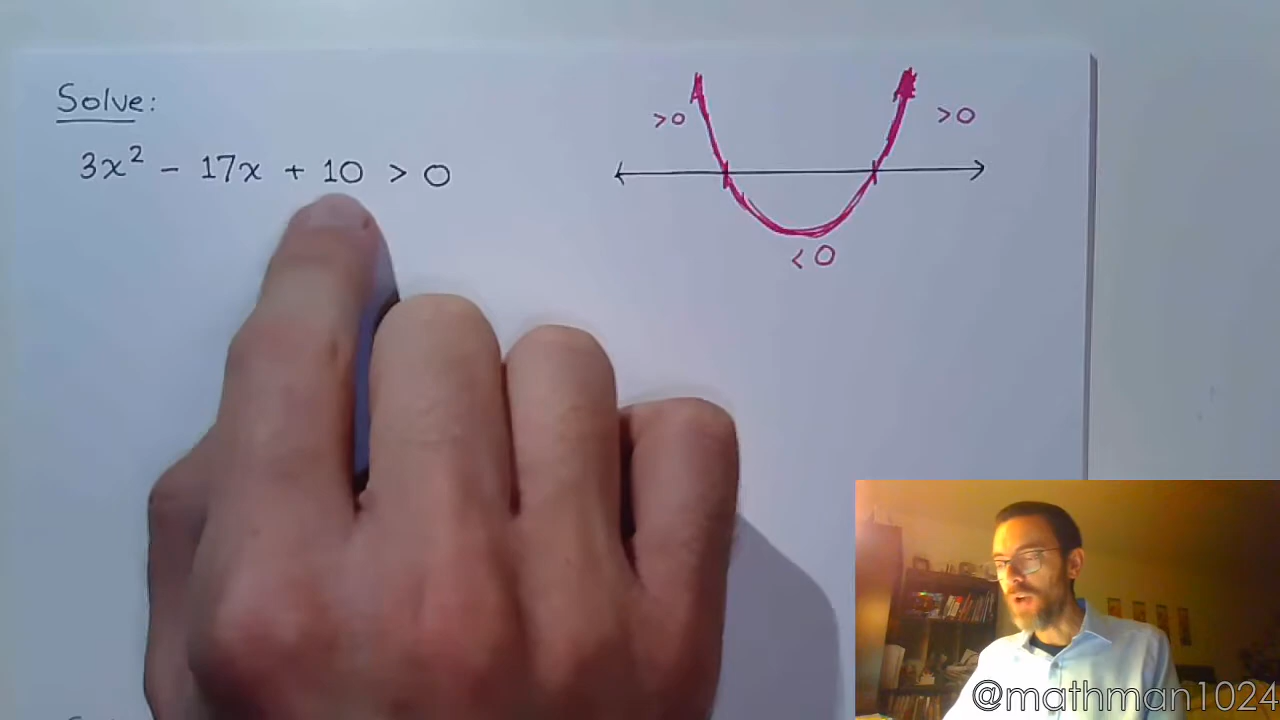 Solve:
3x² - 17x + 10 > 0
>0
>0
<0
@mathman1024